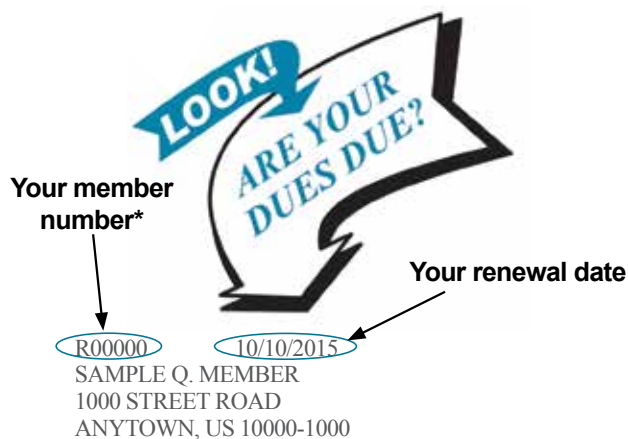 LOOK!
ARE YOUR
DUES DUE?
Your member
number*
Your renewal date
R00000 10/10/2015
SAMPLE Q. MEMBER
1000 STREET ROAD
ANYTOWN, US 10000-1000